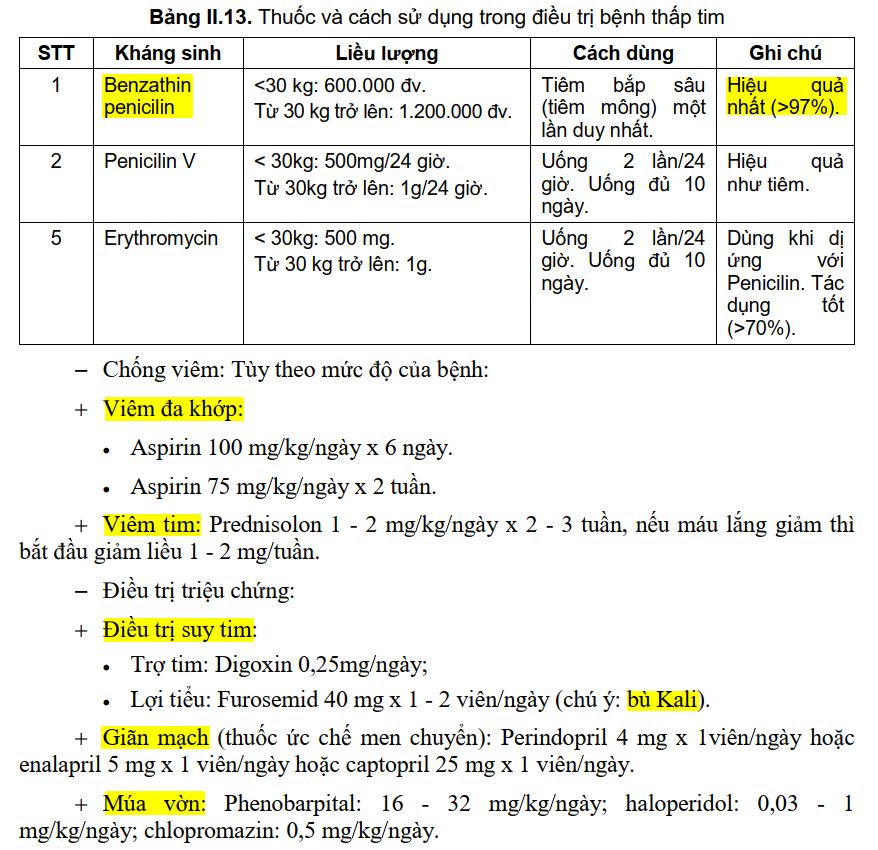 Bảng II.13. Thuốc và cách sử dụng trong điều trị bệnh thấp tim
STT Kháng sinh Liều lượng Cách dùng Ghi chú
1 Benzathin penicilin <30 kg: 600.000 đv. Từ 30 kg trở lên: 1.200.000 đv. Tiêm bắp sâu (tiêm mông) một lần duy nhất. Hiệu quả nhất (>97%).
2 Penicilin V < 30kg: 500mg/24 giờ. Từ 30kg trở lên: 1g/24 giờ. Uống 2 lần/24 giờ. Uống đủ 10 ngày. Hiệu quả như tiêm.
5 Erythromycin < 30kg: 500 mg. Từ 30 kg trở lên: 1g. Uống 2 lần/24 giờ. Uống đủ 10 ngày. Dùng khi dị ứng với Penicilin. Tác dụng tốt (>70%).
– Chống viêm: Tùy theo mức độ của bệnh:
+ Viêm đa khớp:
• Aspirin 100 mg/kg/ngày x 6 ngày.
• Aspirin 75 mg/kg/ngày x 2 tuần.
+ Viêm tim: Prednisolon 1 - 2 mg/kg/ngày x 2 - 3 tuần, nếu máu lắng giảm thì
bắt đầu giảm liều 1 - 2 mg/tuần.
– Điều trị triệu chứng:
+ Điều trị suy tim:
• Trợ tim: Digoxin 0,25mg/ngày;
• Lợi tiểu: Furosemid 40 mg x 1 - 2 viên/ngày (chú ý: bù Kali).
+ Giãn mạch (thuốc ức chế men chuyển): Perindopril 4 mg x 1viên/ngày hoặc
enalapril 5 mg x 1 viên/ngày hoặc captopril 25 mg x 1 viên/ngày.
+ Múa vờn: Phenobarpital: 16 - 32 mg/kg/ngày; haloperidol: 0,03 - 1
mg/kg/ngày; chlopromazin: 0,5 mg/kg/ngày.